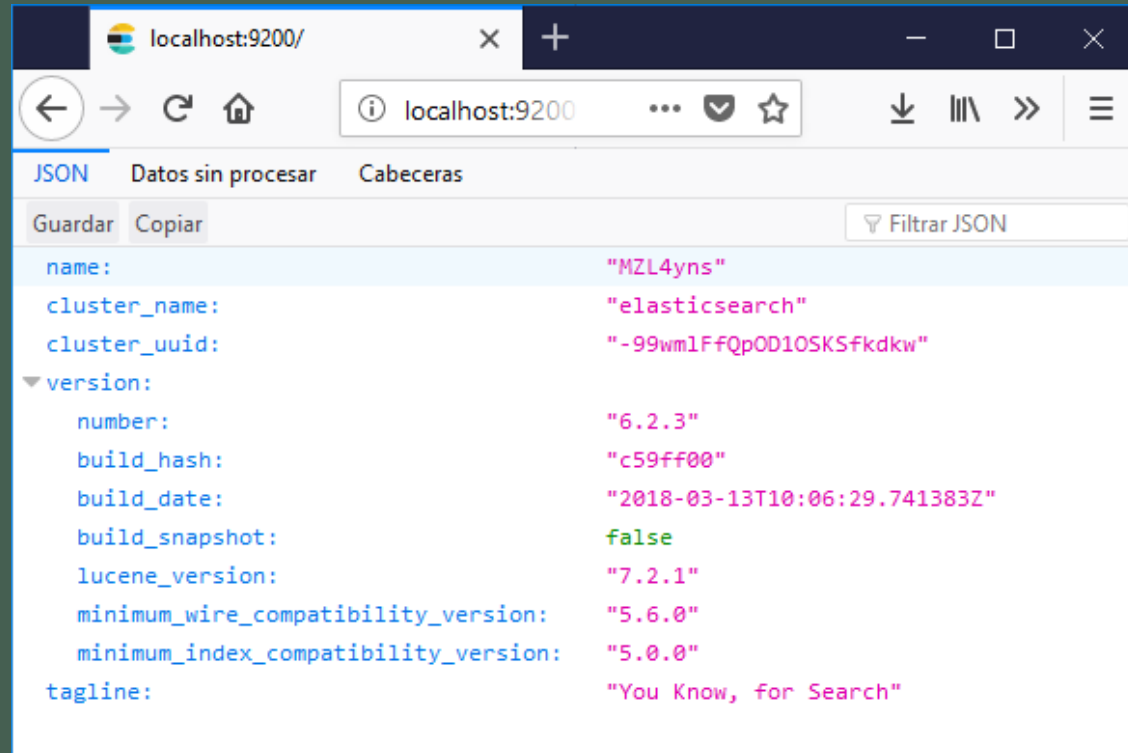 localhost:9200/
localhost:9200
JSON Datos sin procesar Cabeceras
Guardar Copiar Filtrar JSON
name: "MZL4yns"
cluster_name: "elasticsearch"
cluster_uuid: "-99wmlFfQpOD1OSKSfkdkw"
version:
number: "6.2.3"
build_hash: "c59ff00"
build_date: "2018-03-13T10:06:29.741383Z"
build_snapshot: false
lucene_version: "7.2.1"
minimum_wire_compatibility_version: "5.6.0"
minimum_index_compatibility_version: "5.0.0"
tagline: "You Know, for Search"